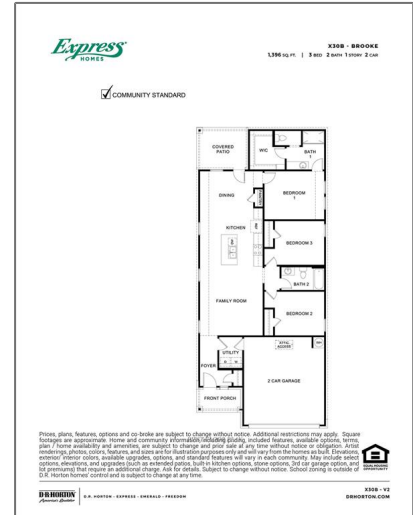 Express
HOMES
X30B - BROOKE
1,396 SQ. FT. | 3 BED 2 BATH 1 STORY 2 CAR
COMMUNITY STANDARD
COVERED
PATIO
WIC
BATH
1
DINING
BEDROOM
1
KITCHEN
BEDROOM 3
BATH 2
FAMILY ROOM
BEDROOM 2
UTILITY
ATTIC
ACCESS
FOYER
2 CAR GARAGE
FRONT PORCH
Prices, plans, features, options and co-broke are subject to change without notice. Additional restrictions may apply. Square
footages are approximate. Home and community information, including pricing, included features, available options, terms,
plan / home availability and amenities, are subject to change and prior sale at any time without notice or obligation. Artist
renderings, photos, colors, features, and sizes are for illustration purposes only and will vary from the homes as built. Elevations,
exterior/ interior colors, available upgrades, options, and standard features will vary in each community. May include select
options, elevations, and upgrades (such as extended patios, built-in kitchen options, stone options, 3rd car garage option, and
lot premiums) that require an additional charge. Ask for details. Subject to change without notice. School zoning is outside of
D.R. Horton homes' control and is subject to change at any time.
EQUAL HOUSING
OPPORTUNITY
D·R·HORTON
D.R. HORTON - EXPRESS - EMERALD - FREEDOM
X30B - V2
DRHORTON.COM